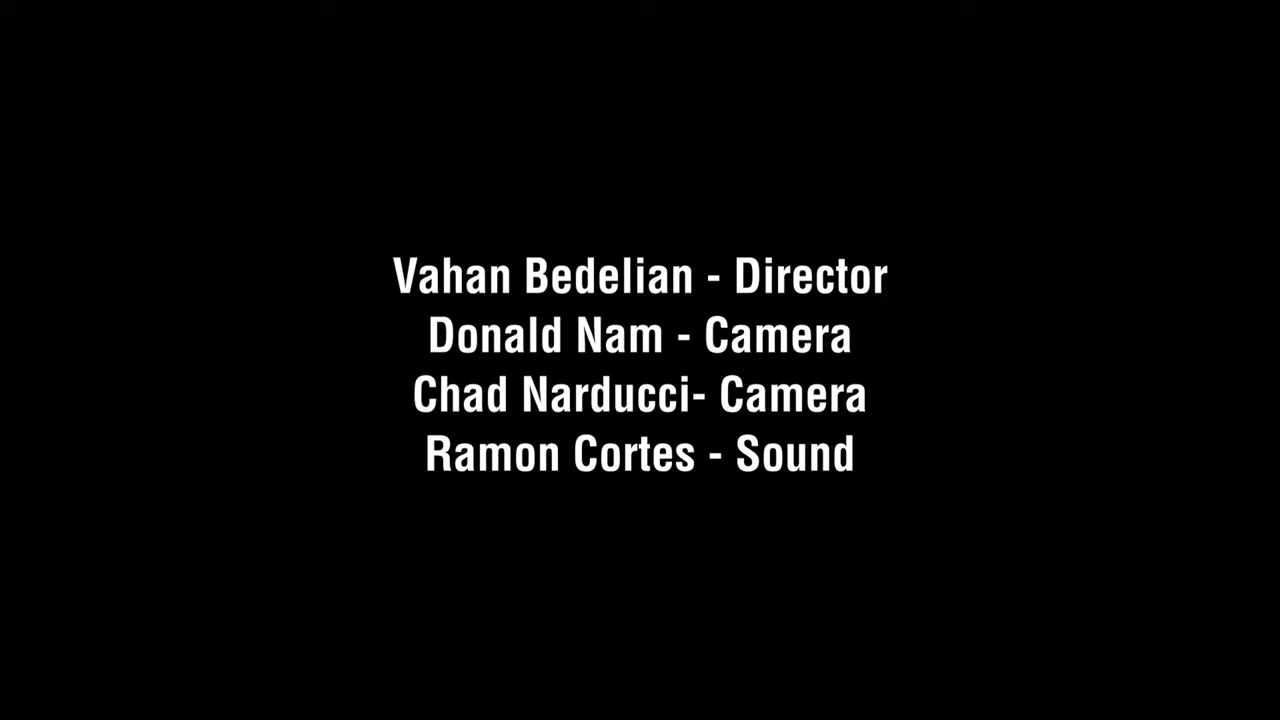 Vahan Bedelian - Director
Donald Nam - Camera
Chad Narducci- Camera
Ramon Cortes - Sound